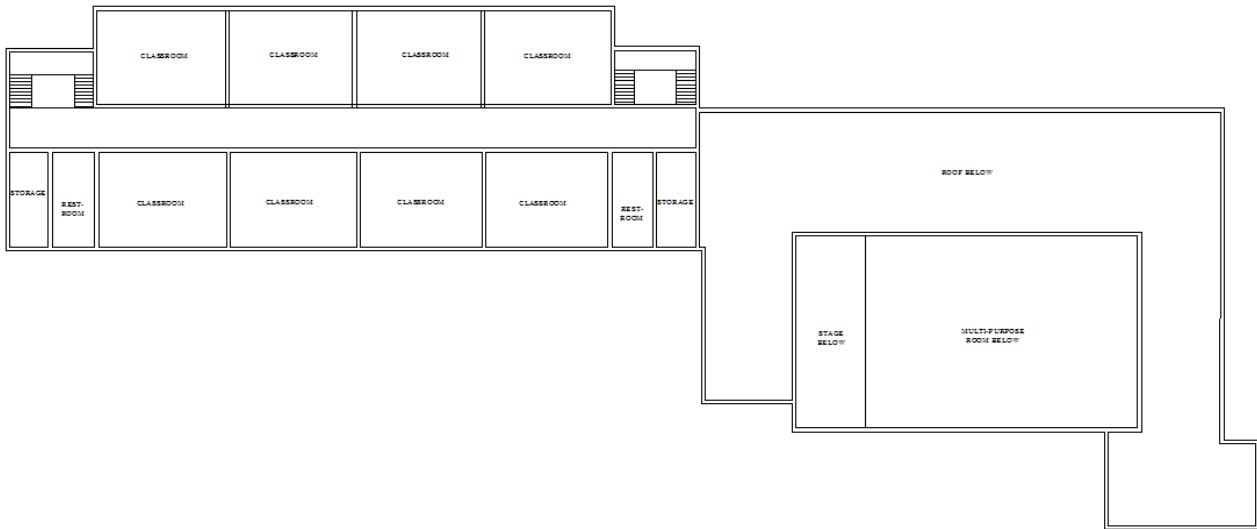 CLASSROOM
CLASSROOM
CLASSROOM
CLASSROOM
ROOF BELOW
STORAGE
REST-
ROOM
CLASSROOM
CLASSROOM
CLASSROOM
CLASSROOM
REST-
ROOM
STORAGE
STAGE
BELOW
MULTI-PURPOSE
ROOM BELOW